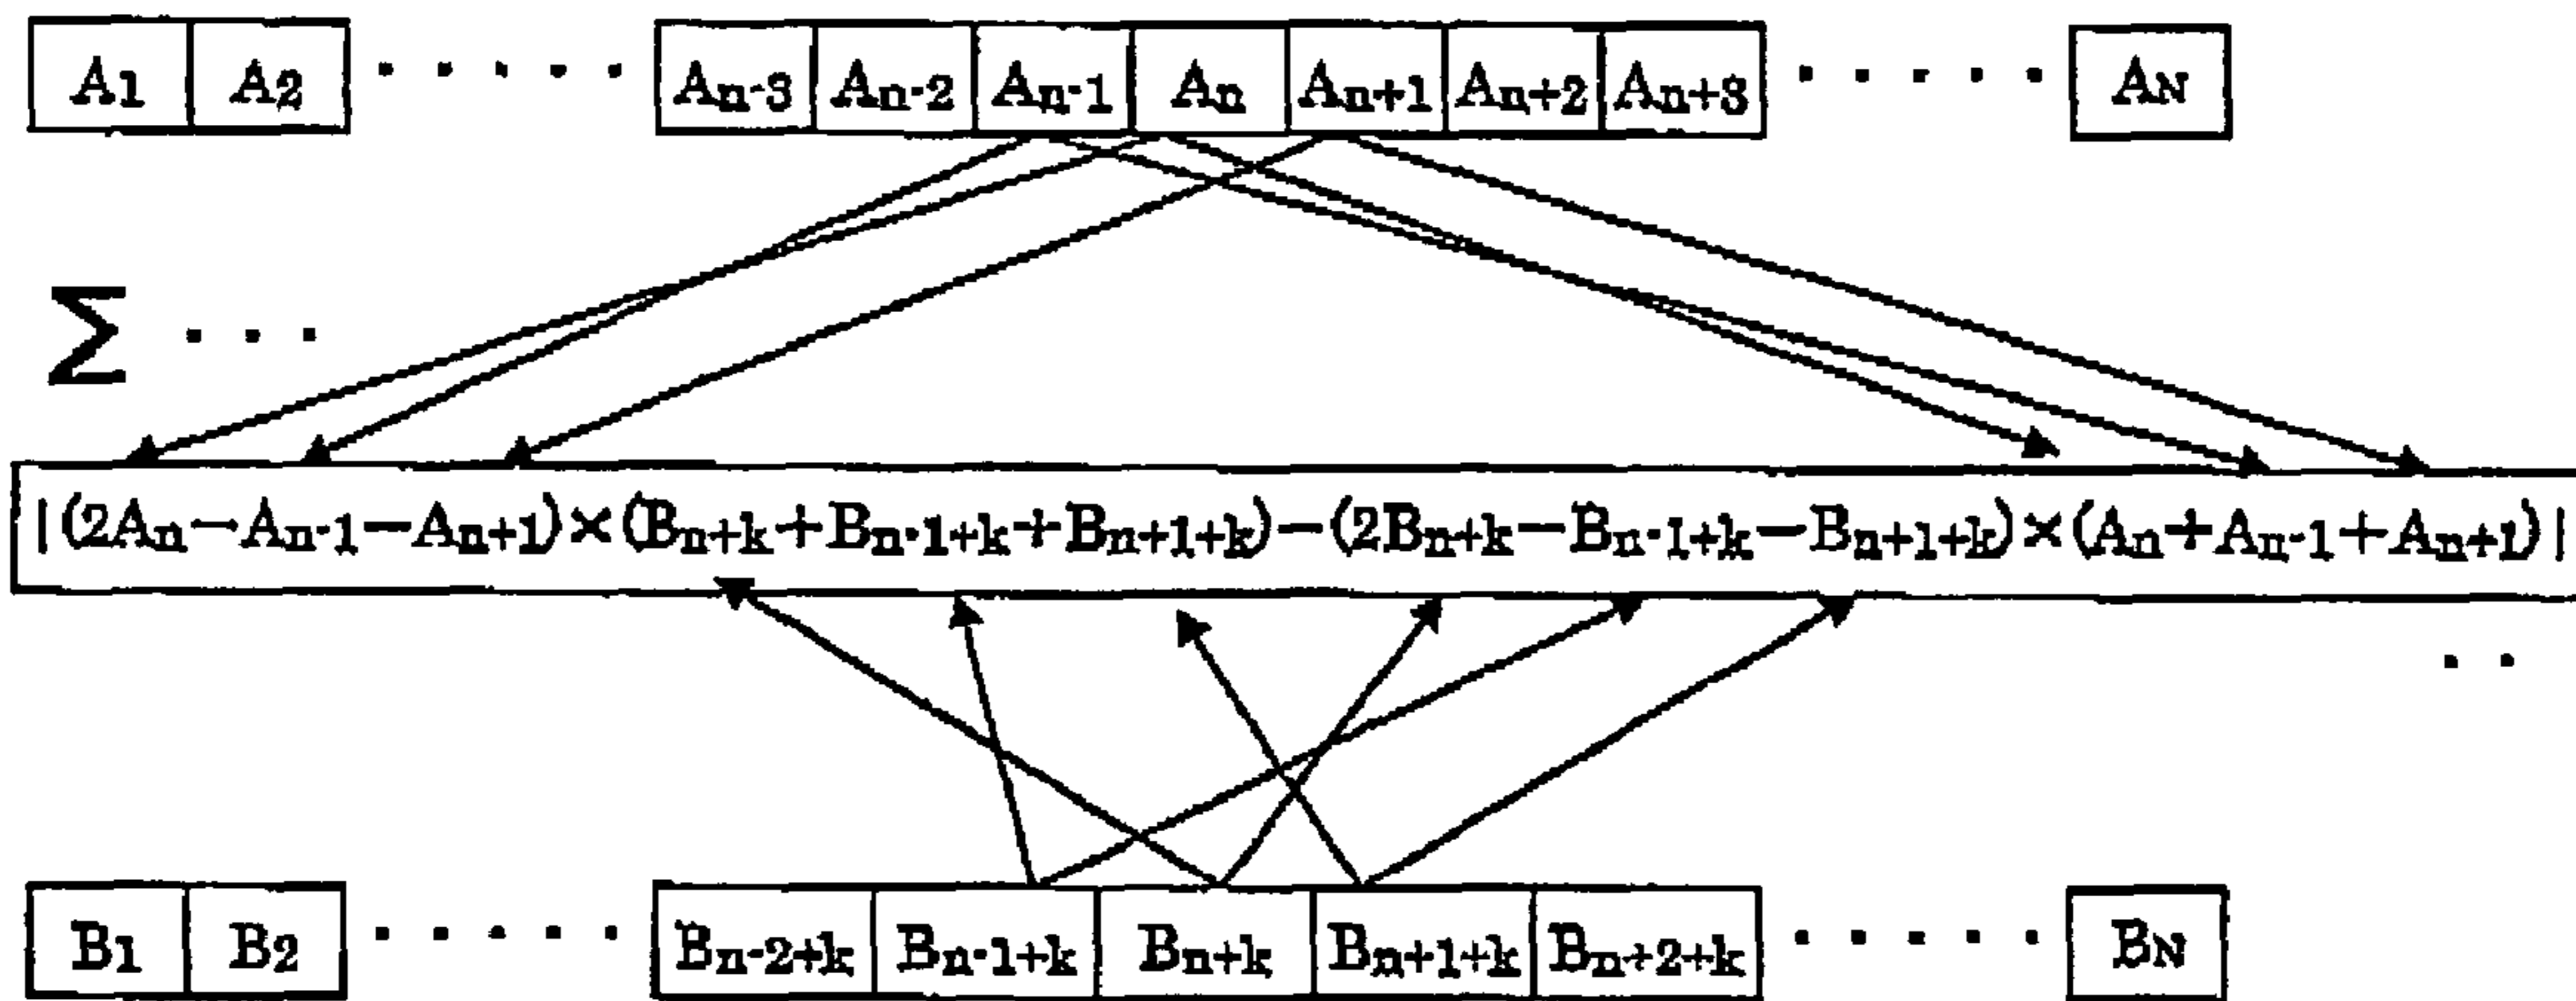 A1 A2 · · · · · An-3 An-2 An-1 An An+1 An+2 An+3 · · · · · AN
Σ · · ·
|(2An−An-1−An+1)×(Bn+k+Bn-1+k+Bn+1+k)−(2Bn+k−Bn-1+k−Bn+1+k)×(An+An-1+An+1)|
· ·
B1 B2 · · · · · Bn-2+k Bn-1+k Bn+k Bn+1+k Bn+2+k · · · · · BN